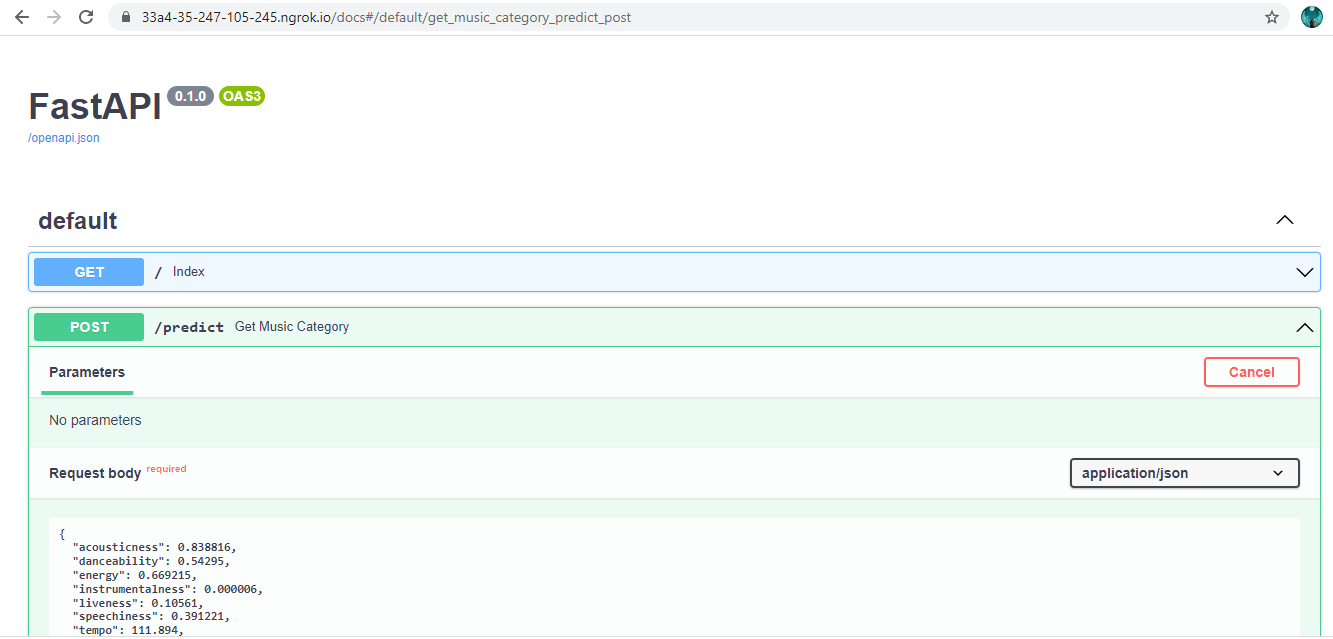 33a4-35-247-105-245.ngrok.io/docs#/default/get_music_category_predict_post
FastAPI 0.1.0 OAS3
/openapi.json
default
GET / Index
POST /predict Get Music Category
Parameters Cancel
No parameters
Request body required application/json
{
"acousticness": 0.838816,
"danceability": 0.54295,
"energy": 0.669215,
"instrumentalness": 0.000006,
"liveness": 0.10561,
"speechiness": 0.391221,
"tempo": 111.894,